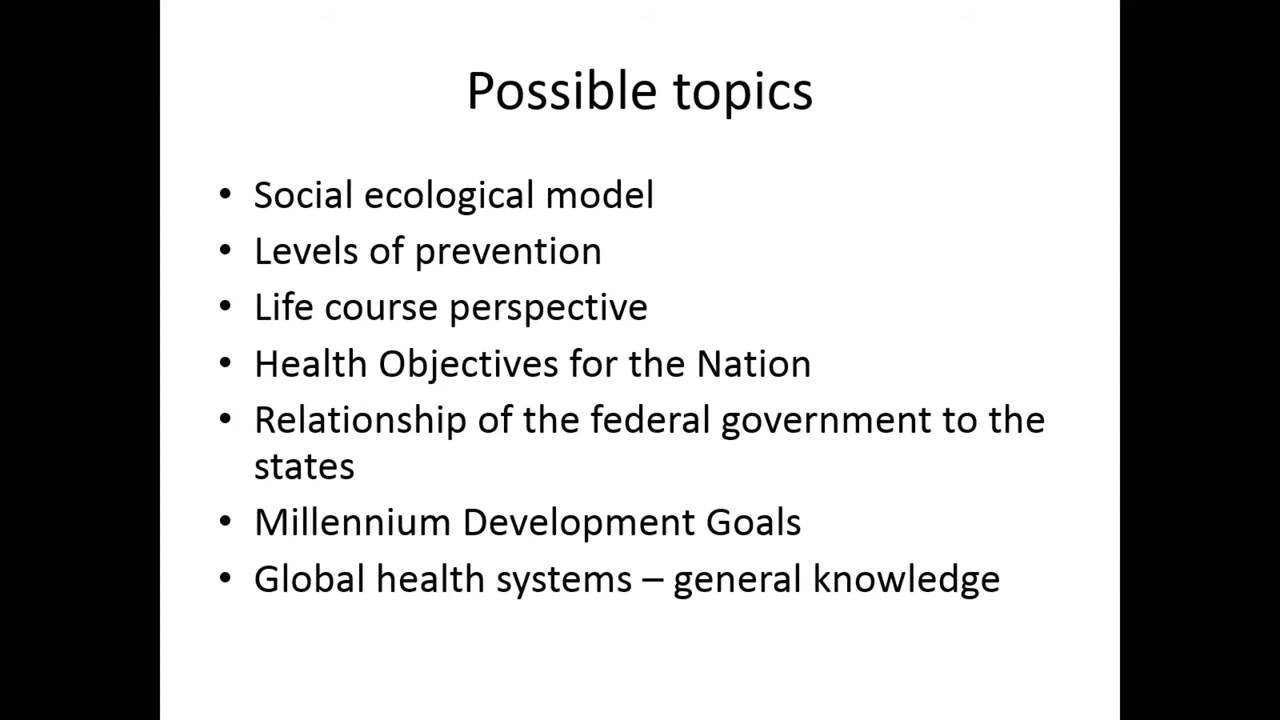 Possible topics
• Social ecological model
• Levels of prevention
• Life course perspective
• Health Objectives for the Nation
• Relationship of the federal government to the
states
• Millennium Development Goals
• Global health systems – general knowledge